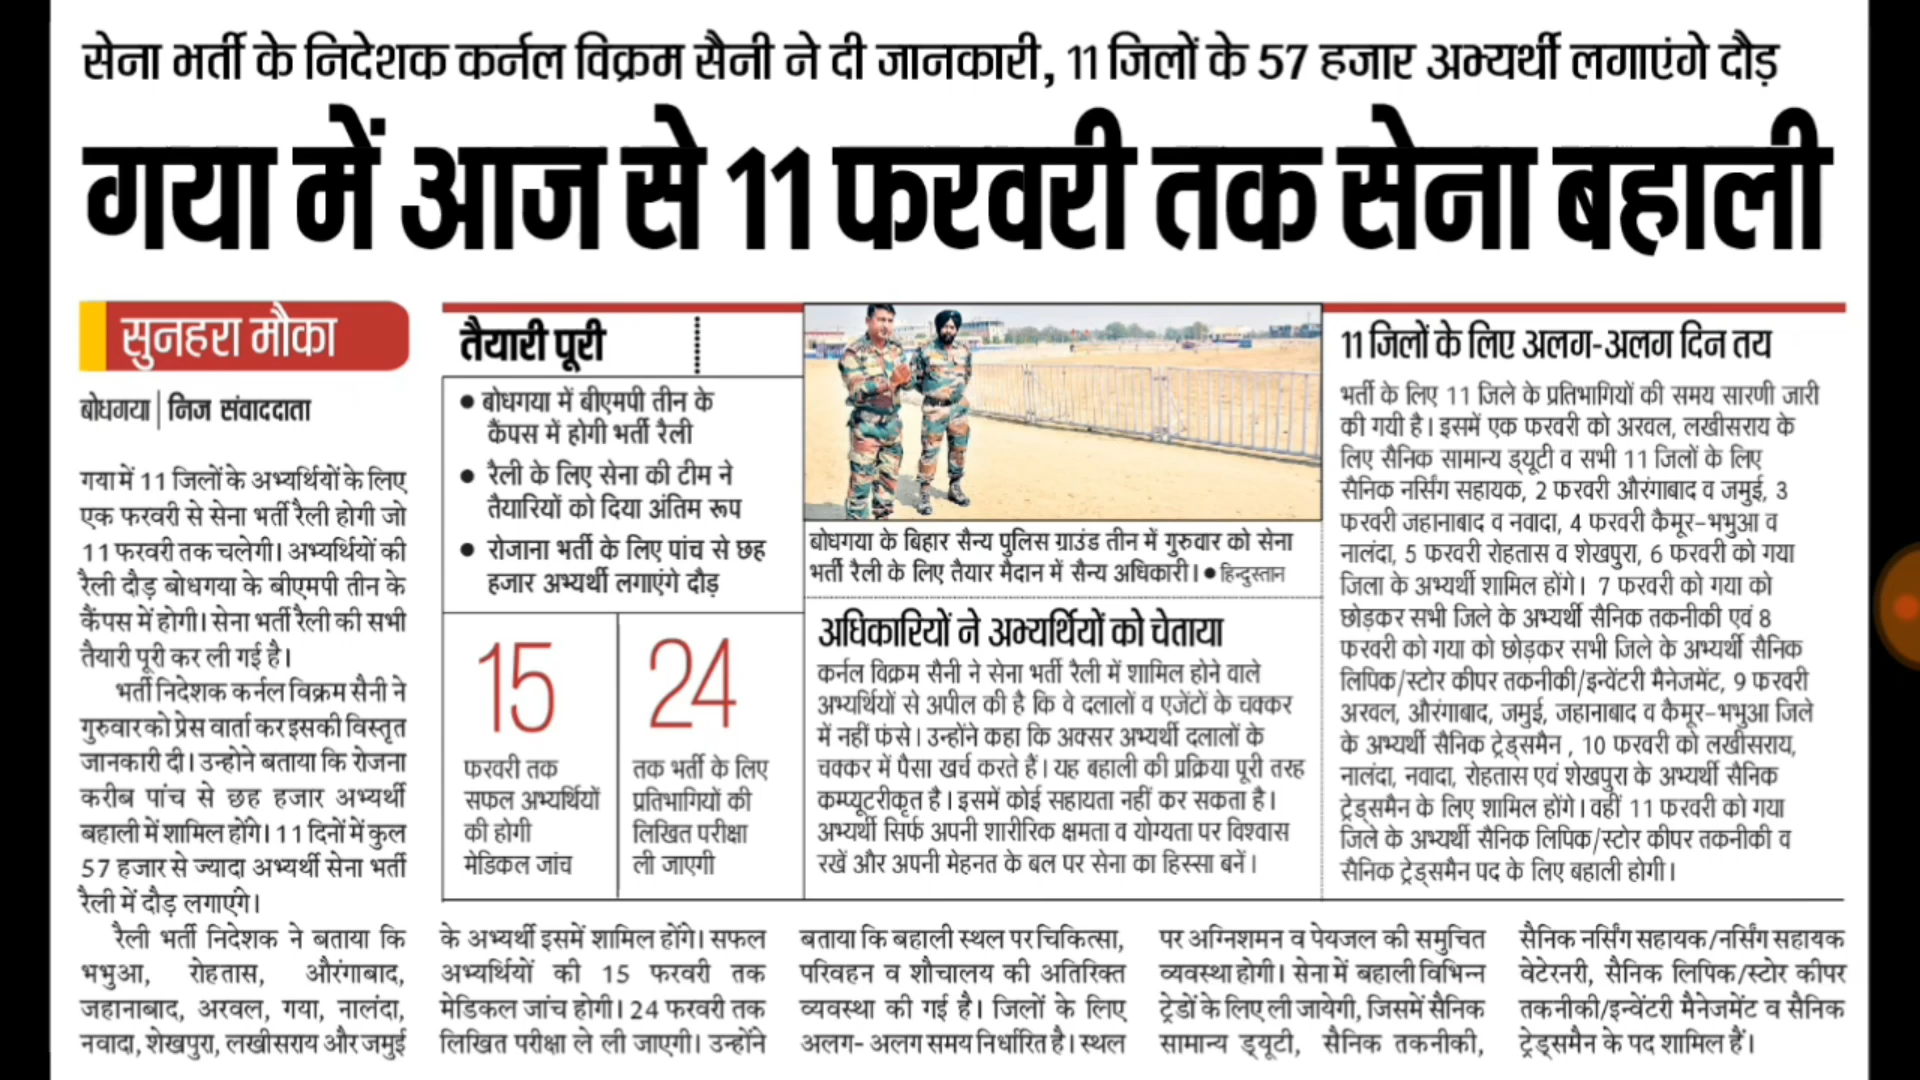 सेना भर्ती के निदेशक कर्नल विक्रम सैनी ने दी जानकारी, 11 जिलों के 57 हजार अभ्यर्थी लगाएंगे दौड़
गया में आज से 11 फरवरी तक सेना बहाली
सुनहरा मौका
बोधगया | निज संवाददाता
गया में 11 जिलों के अभ्यर्थियों के लिए
एक फरवरी से सेना भर्ती रैली होगी जो
11 फरवरी तक चलेगी। अभ्यर्थियों की
रैली दौड़ बोधगया के बीएमपी तीन के
कैंपस में होगी। सेना भर्ती रैली की सभी
तैयारी पूरी कर ली गई है।
भर्ती निदेशक कर्नल विक्रम सैनी ने
गुरुवार को प्रेस वार्ता कर इसकी विस्तृत
जानकारी दी। उन्होने बताया कि रोजना
करीब पांच से छह हजार अभ्यर्थी
बहाली में शामिल होंगे। 11 दिनों में कुल
57 हजार से ज्यादा अभ्यर्थी सेना भर्ती
रैली में दौड़ लगाएंगे।
रैली भर्ती निदेशक ने बताया कि
भभुआ, रोहतास, औरंगाबाद,
जहानाबाद, अरवल, गया, नालंदा,
नवादा, शेखपुरा, लखीसराय और जमुई
तैयारी पूरी
● बोधगया में बीएमपी तीन के
कैंपस में होगी भर्ती रैली
● रैली के लिए सेना की टीम ने
तैयारियों को दिया अंतिम रूप
● रोजाना भर्ती के लिए पांच से छह
हजार अभ्यर्थी लगाएंगे दौड़
15
फरवरी तक
सफल अभ्यर्थियों
की होगी
मेडिकल जांच
24
तक भर्ती के लिए
प्रतिभागियों की
लिखित परीक्षा
ली जाएगी
बोधगया के बिहार सैन्य पुलिस ग्राउंड तीन में गुरुवार को सेना
भर्ती रैली के लिए तैयार मैदान में सैन्य अधिकारी। ● हिन्दुस्तान
अधिकारियों ने अभ्यर्थियों को चेताया
कर्नल विक्रम सैनी ने सेना भर्ती रैली में शामिल होने वाले
अभ्यर्थियों से अपील की है कि वे दलालों व एजेंटों के चक्कर
में नहीं फंसे। उन्होंने कहा कि अक्सर अभ्यर्थी दलालों के
चक्कर में पैसा खर्च करते हैं। यह बहाली की प्रक्रिया पूरी तरह
कम्प्यूटरीकृत है। इसमें कोई सहायता नहीं कर सकता है।
अभ्यर्थी सिर्फ अपनी शारीरिक क्षमता व योग्यता पर विश्वास
रखें और अपनी मेहनत के बल पर सेना का हिस्सा बनें।
11 जिलों के लिए अलग-अलग दिन तय
भर्ती के लिए 11 जिले के प्रतिभागियों की समय सारणी जारी
की गयी है। इसमें एक फरवरी को अरवल, लखीसराय के
लिए सैनिक सामान्य ड्यूटी व सभी 11 जिलों के लिए
सैनिक नर्सिंग सहायक, 2 फरवरी औरंगाबाद व जमुई, 3
फरवरी जहानाबाद व नवादा, 4 फरवरी कैमूर-भभुआ व
नालंदा, 5 फरवरी रोहतास व शेखपुरा, 6 फरवरी को गया
जिला के अभ्यर्थी शामिल होंगे। 7 फरवरी को गया को
छोड़कर सभी जिले के अभ्यर्थी सैनिक तकनीकी एवं 8
फरवरी को गया को छोड़कर सभी जिले के अभ्यर्थी सैनिक
लिपिक/स्टोर कीपर तकनीकी/इन्वेंटरी मैनेजमेंट, 9 फरवरी
अरवल, औरंगाबाद, जमुई, जहानाबाद व कैमूर-भभुआ जिले
के अभ्यर्थी सैनिक ट्रेड्समैन , 10 फरवरी को लखीसराय,
नालंदा, नवादा, रोहतास एवं शेखपुरा के अभ्यर्थी सैनिक
ट्रेड्समैन के लिए शामिल होंगे। वहीं 11 फरवरी को गया
जिले के अभ्यर्थी सैनिक लिपिक/स्टोर कीपर तकनीकी व
सैनिक ट्रेड्समैन पद के लिए बहाली होगी।
के अभ्यर्थी इसमें शामिल होंगे। सफल
अभ्यर्थियों की 15 फरवरी तक
मेडिकल जांच होगी। 24 फरवरी तक
लिखित परीक्षा ले ली जाएगी। उन्होंने
बताया कि बहाली स्थल पर चिकित्सा,
परिवहन व शौचालय की अतिरिक्त
व्यवस्था की गई है। जिलों के लिए
अलग- अलग समय निर्धारित है। स्थल
पर अग्निशमन व पेयजल की समुचित
व्यवस्था होगी। सेना में बहाली विभिन्न
ट्रेडों के लिए ली जायेगी, जिसमें सैनिक
सामान्य ड्यूटी, सैनिक तकनीकी,
सैनिक नर्सिंग सहायक/नर्सिंग सहायक
वेटेरनरी, सैनिक लिपिक/स्टोर कीपर
तकनीकी/इन्वेंटरी मैनेजमेंट व सैनिक
ट्रेड्समैन के पद शामिल हैं।